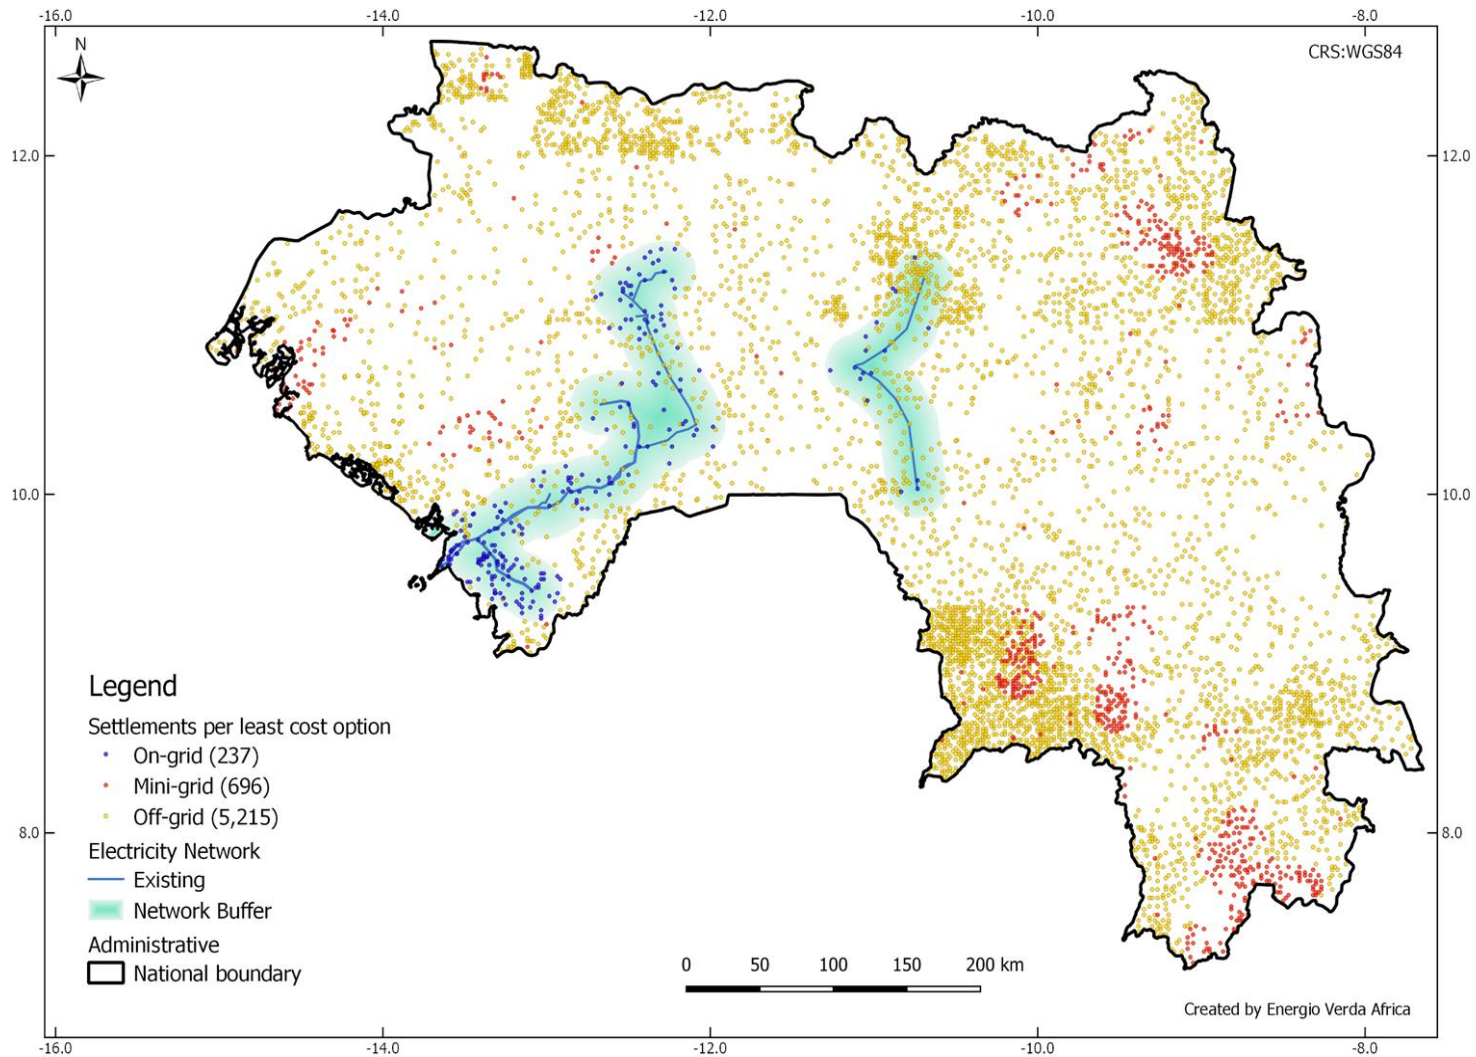 -16.0 -14.0 -12.0 -10.0 -8.0
N
CRS:WGS84
12.0 12.0
10.0 10.0
Legend
Settlements per least cost option
On-grid (237)
Mini-grid (696)
Off-grid (5,215)
8.0 8.0
Electricity Network
Existing
Network Buffer
Administrative
National boundary
0 50 100 150 200 km
Created by Energio Verda Africa
-16.0 -14.0 -12.0 -10.0 -8.0